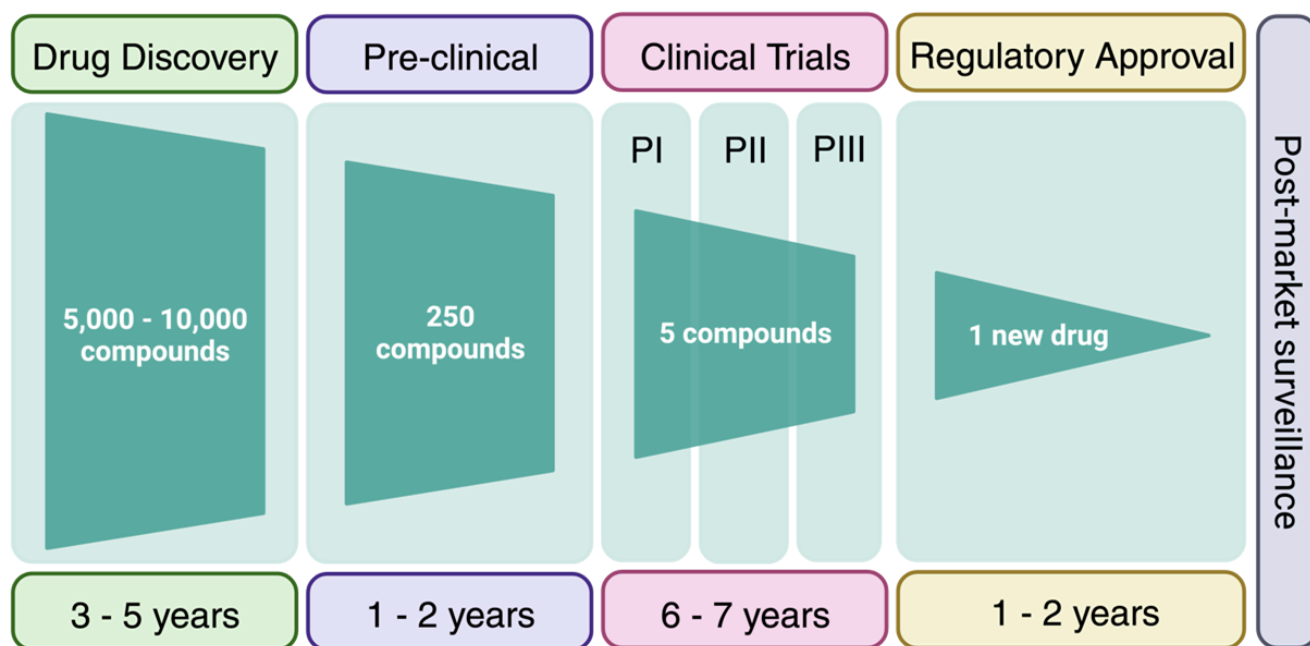 Drug Discovery
Pre-clinical
Clinical Trials
Regulatory Approval
PI
PII
PIII
5,000 - 10,000
compounds
250
compounds
5 compounds
1 new drug
Post-market surveillance
3 - 5 years
1 - 2 years
6 - 7 years
1 - 2 years